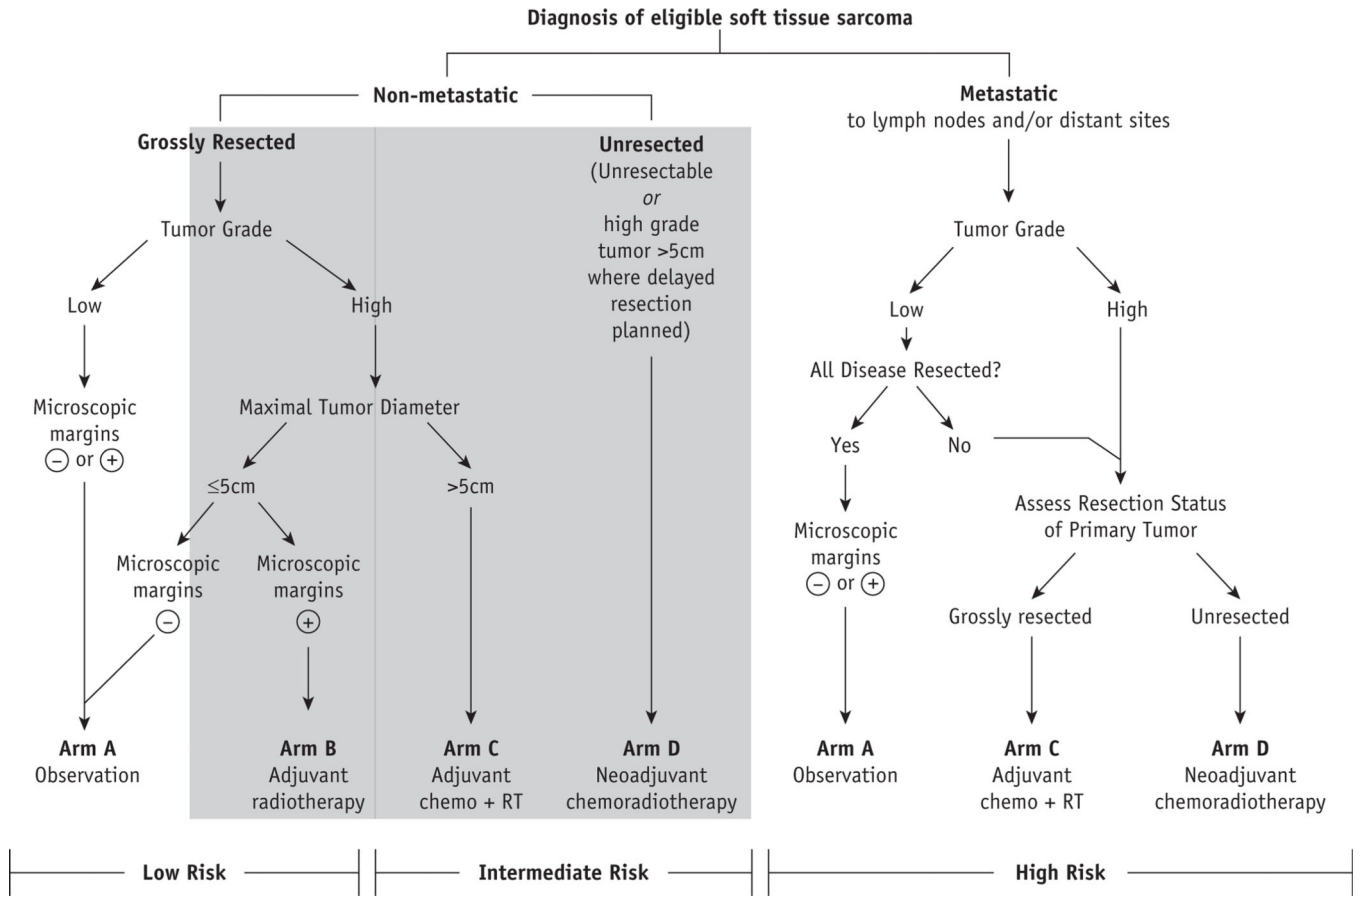 Diagnosis of eligible soft tissue sarcoma
Non-metastatic
Metastatic
to lymph nodes and/or distant sites
Grossly Resected
Unresected
(Unresectable
or
high grade
tumor >5cm
where delayed
resection
planned)
Tumor Grade
Low
High
Microscopic
margins
− or +
Maximal Tumor Diameter
≤5cm
>5cm
Microscopic
margins
−
Microscopic
margins
+
Tumor Grade
Low
High
All Disease Resected?
Yes
No
Microscopic
margins
− or +
Assess Resection Status
of Primary Tumor
Grossly resected
Unresected
Arm A
Observation
Arm B
Adjuvant
radiotherapy
Arm C
Adjuvant
chemo + RT
Arm D
Neoadjuvant
chemoradiotherapy
Arm A
Observation
Arm C
Adjuvant
chemo + RT
Arm D
Neoadjuvant
chemoradiotherapy
Low Risk
Intermediate Risk
High Risk